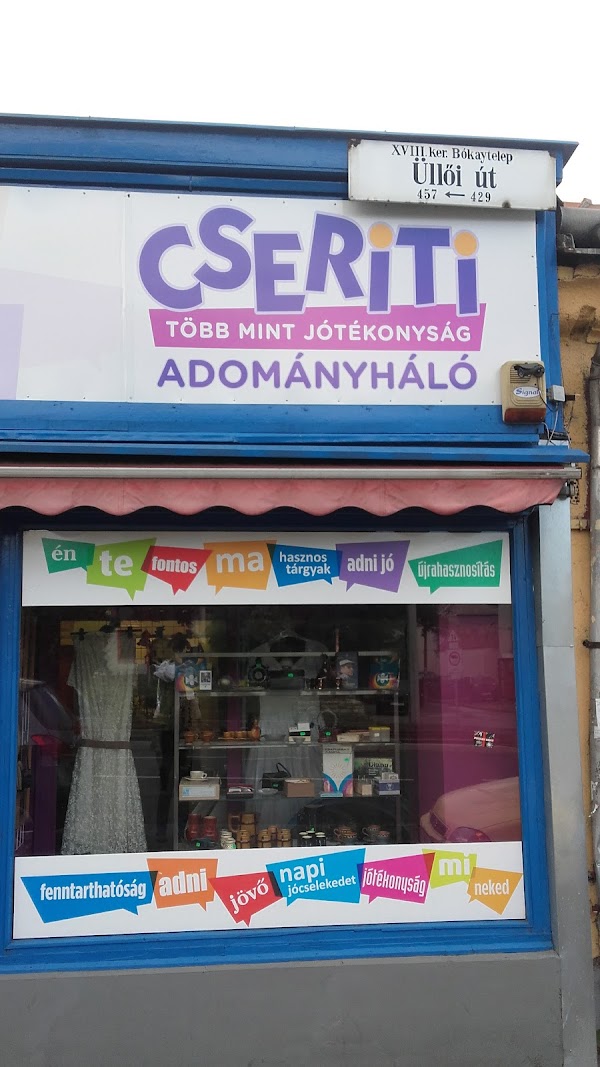 XVIII. ker. Bókaytelep
Üllői út
457 ← 429
CSERiTi
TÖBB MINT JÓTÉKONYSÁG
ADOMÁNYHÁLÓ
Signal
én
te
fontos
ma
hasznos
tárgyak
adni jó
újrahasznosítás
fenntarthatóság
adni
jövő
napi
jócselekedet
jótékonyság
mi
neked